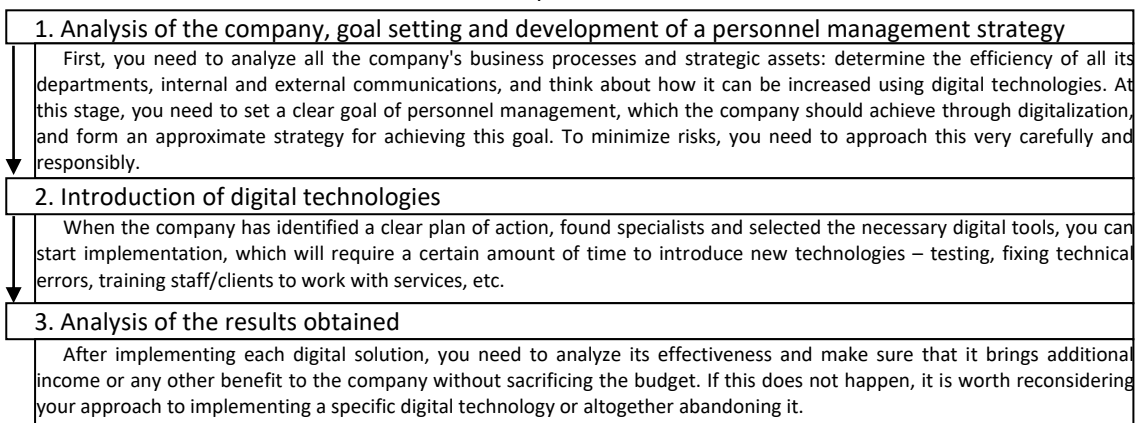 1. Analysis of the company, goal setting and development of a personnel management strategy
First, you need to analyze all the company's business processes and strategic assets: determine the efficiency of all its
departments, internal and external communications, and think about how it can be increased using digital technologies. At
this stage, you need to set a clear goal of personnel management, which the company should achieve through digitalization,
and form an approximate strategy for achieving this goal. To minimize risks, you need to approach this very carefully and
responsibly.
2. Introduction of digital technologies
When the company has identified a clear plan of action, found specialists and selected the necessary digital tools, you can
start implementation, which will require a certain amount of time to introduce new technologies – testing, fixing technical
errors, training staff/clients to work with services, etc.
3. Analysis of the results obtained
After implementing each digital solution, you need to analyze its effectiveness and make sure that it brings additional
income or any other benefit to the company without sacrificing the budget. If this does not happen, it is worth reconsidering
your approach to implementing a specific digital technology or altogether abandoning it.